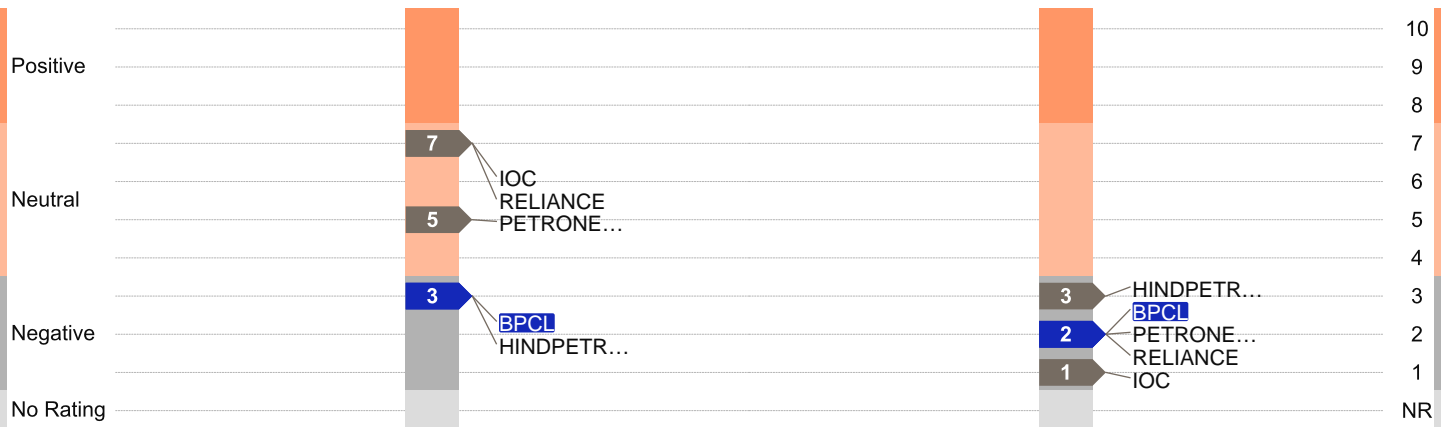 10
Positive
9
8
7
7
IOC
6
RELIANCE
Neutral
5
PETRONE...
5
4
3
BPCL
HINDPETR...
3
HINDPETR...
3
BPCL
Negative
2
PETRONE...
2
RELIANCE
1
IOC
1
No Rating
NR